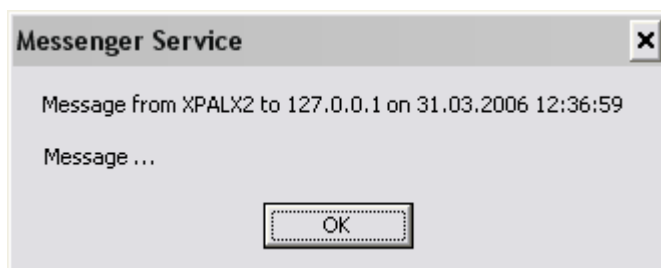 Messenger Service
Message from XPALX2 to 127.0.0.1 on 31.03.2006 12:36:59
Message ...
OK